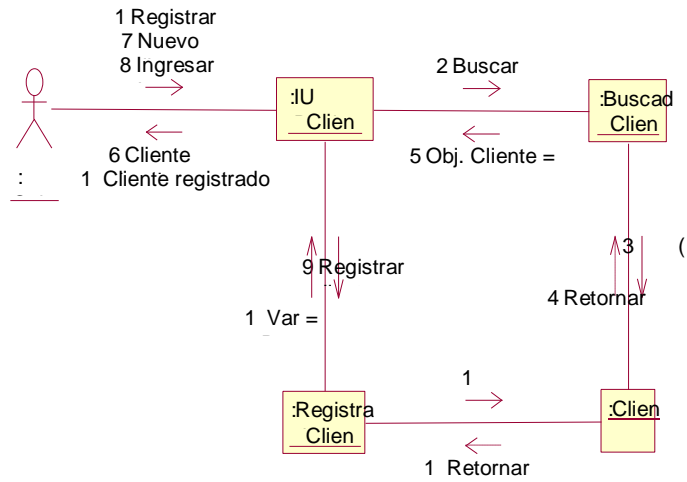 1 Registrar
7 Nuevo
8 Ingresar
2 Buscar
:IU
Clien
:Buscad
Clien
6 Cliente
1 Cliente registrado
5 Obj. Cliente =
:
3 (
9 Registrar
4 Retornar
1 Var =
1
:Registra
Clien
:Clien
1 Retornar